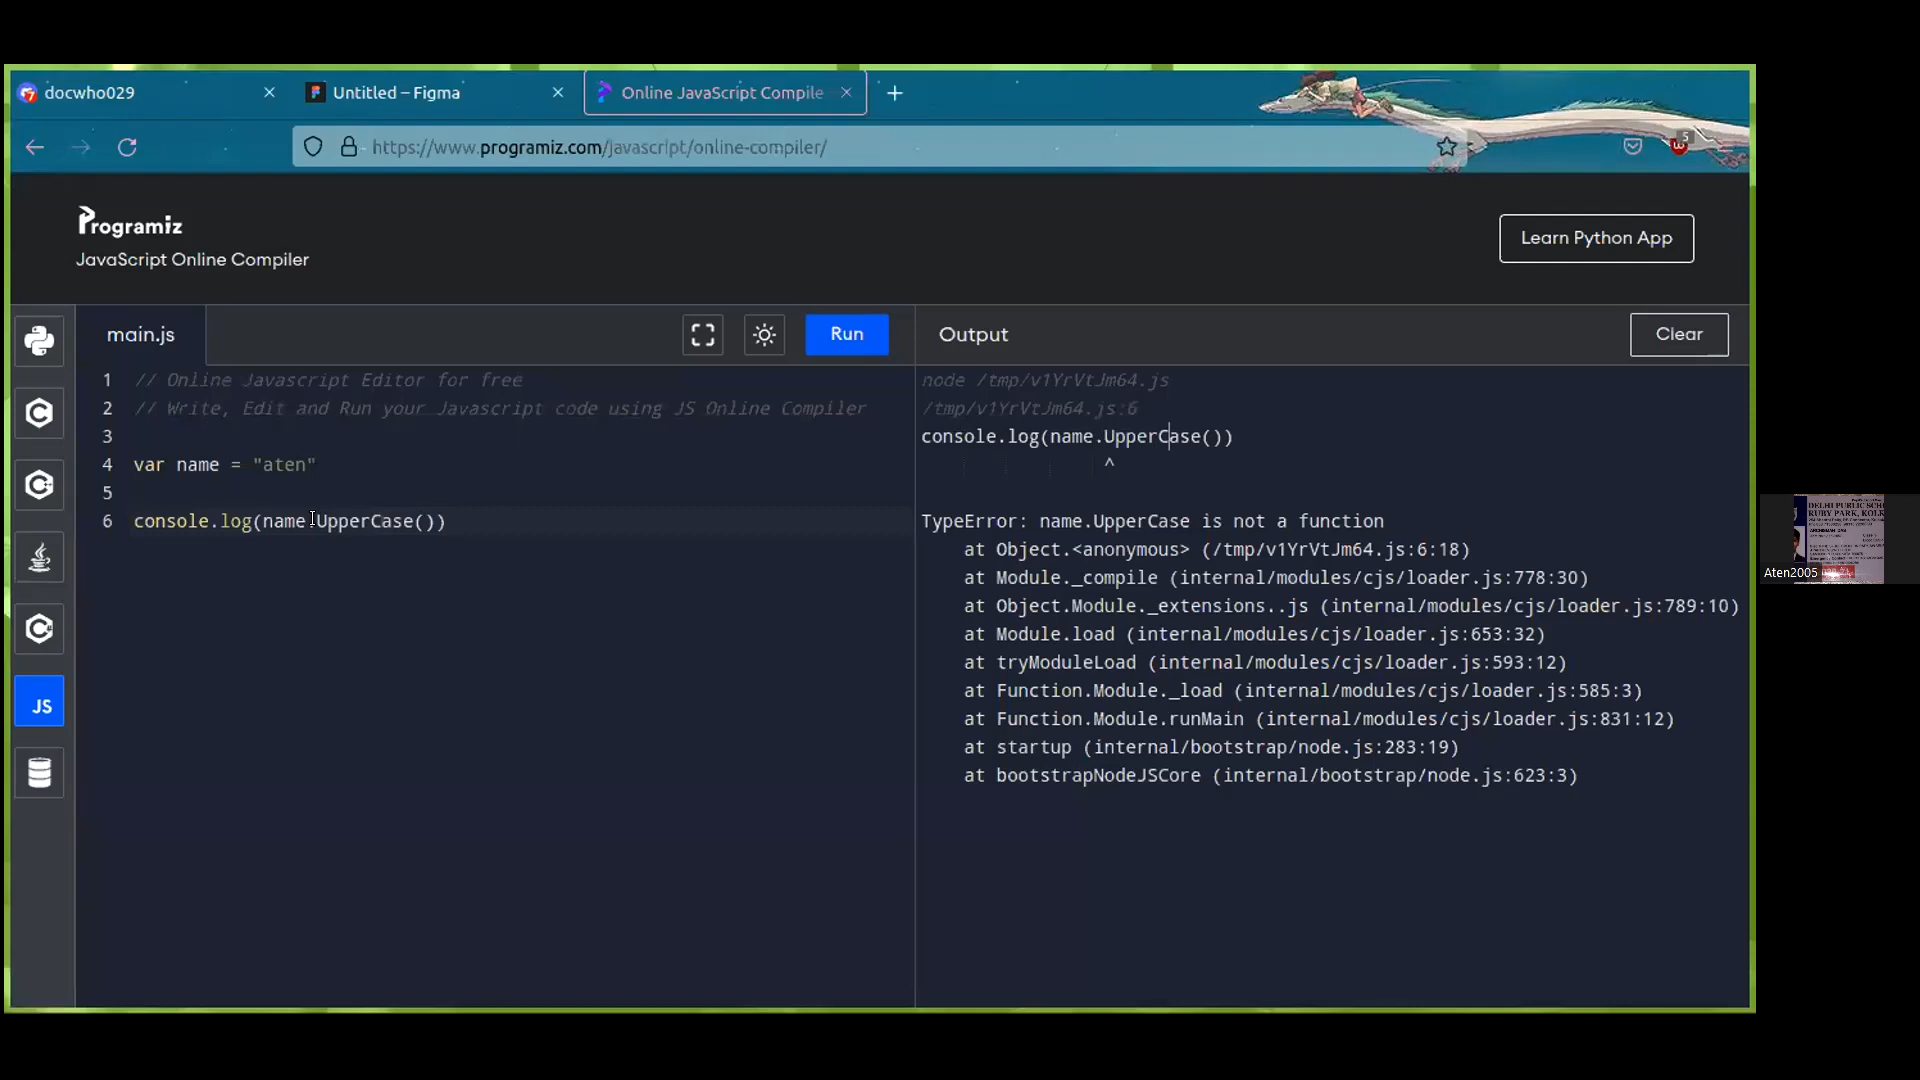 docwho029
Untitled – Figma
Online JavaScript Compile
https://www.programiz.com/javascript/online-compiler/
5
Programiz
JavaScript Online Compiler
Learn Python App
main.js
Run
Output
Clear
1 // Online Javascript Editor for free
2 // Write, Edit and Run your Javascript code using JS Online Compiler
3
4 var name = "aten"
5
6 console.log(name.UpperCase())
JS
node /tmp/v1YrVtJm64.js
/tmp/v1YrVtJm64.js:6
console.log(name.UpperCase())
^
TypeError: name.UpperCase is not a function
at Object.<anonymous> (/tmp/v1YrVtJm64.js:6:18)
at Module._compile (internal/modules/cjs/loader.js:778:30)
at Object.Module._extensions..js (internal/modules/cjs/loader.js:789:10)
at Module.load (internal/modules/cjs/loader.js:653:32)
at tryModuleLoad (internal/modules/cjs/loader.js:593:12)
at Function.Module._load (internal/modules/cjs/loader.js:585:3)
at Function.Module.runMain (internal/modules/cjs/loader.js:831:12)
at startup (internal/bootstrap/node.js:283:19)
at bootstrapNodeJSCore (internal/bootstrap/node.js:623:3)
DELHI PUBLIC SCH
RUBY PARK, KOLK
Aten2005